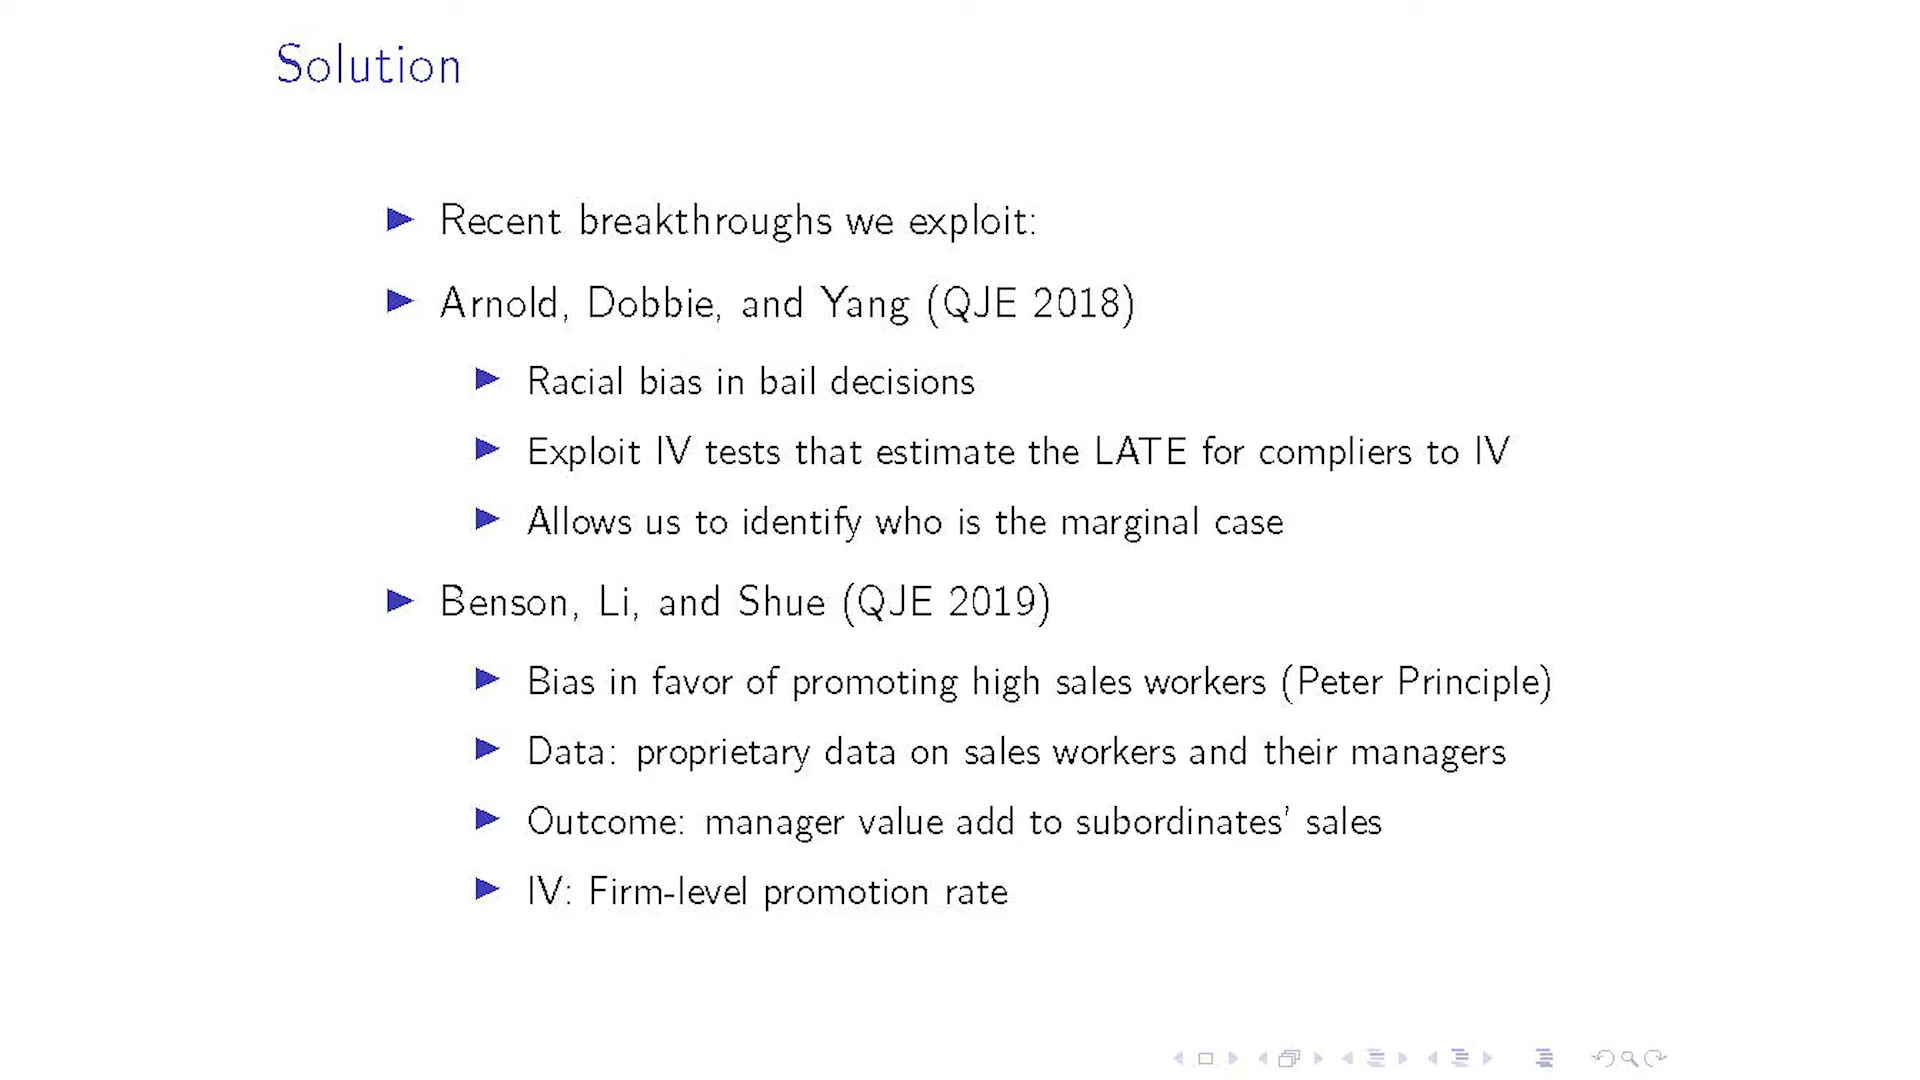 Solution
Recent breakthroughs we exploit:
Arnold, Dobbie, and Yang (QJE 2018)
Racial bias in bail decisions
Exploit IV tests that estimate the LATE for compliers to IV
Allows us to identify who is the marginal case
Benson, Li, and Shue (QJE 2019)
Bias in favor of promoting high sales workers (Peter Principle)
Data: proprietary data on sales workers and their managers
Outcome: manager value add to subordinates' sales
IV: Firm-level promotion rate